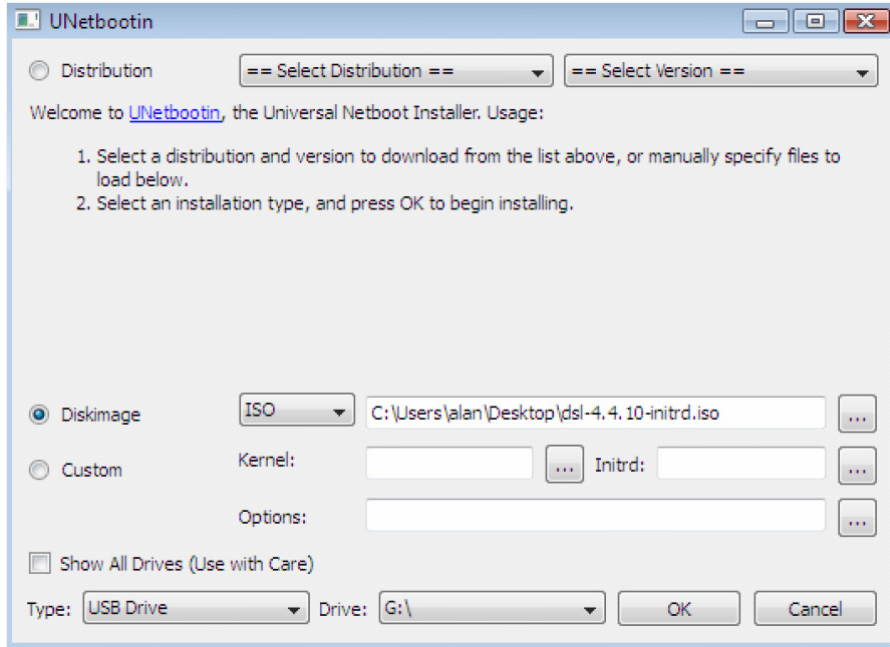 UNetbootin
Distribution == Select Distribution == == Select Version ==
Welcome to UNetbootin, the Universal Netboot Installer. Usage:
1. Select a distribution and version to download from the list above, or manually specify files to
load below.
2. Select an installation type, and press OK to begin installing.
Diskimage ISO C:\Users\alan\Desktop\dsl-4.4.10-initrd.iso ...
Custom Kernel: ... Initrd: ...
Options: ...
Show All Drives (Use with Care)
Type: USB Drive Drive: G:\ OK Cancel